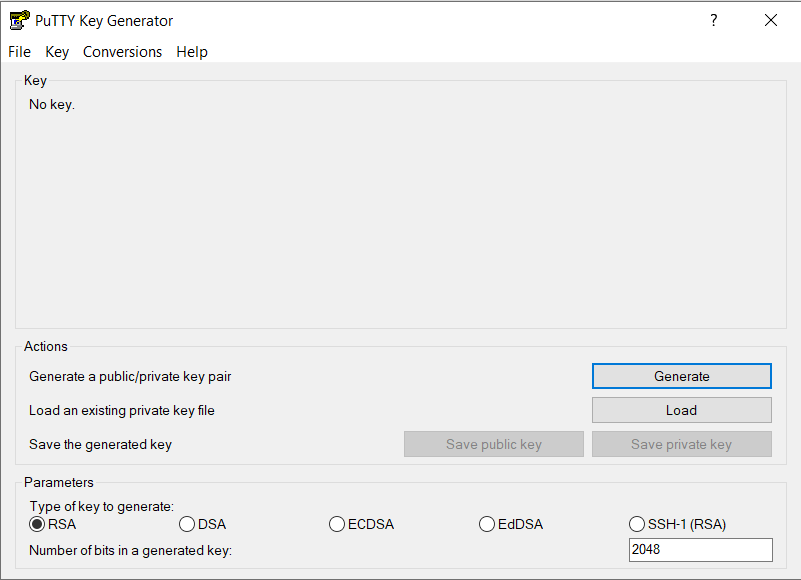 PuTTY Key Generator ?
File Key Conversions Help
Key
No key.
Actions
Generate a public/private key pair Generate
Load an existing private key file Load
Save the generated key Save public key Save private key
Parameters
Type of key to generate:
RSA DSA ECDSA EdDSA SSH-1 (RSA)
Number of bits in a generated key: 2048